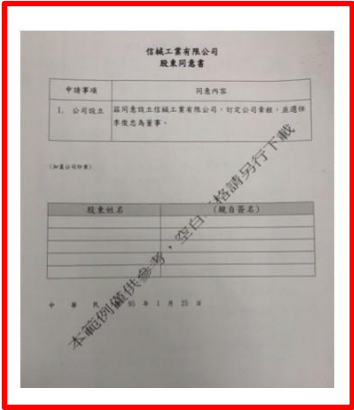 信械工業有限公司
股東同意書
申請事項
同意內容
1. 公司設立
茲同意設立信械工業有限公司，訂定公司章程，並選任
李俊忠為董事。
（加蓋公司印章）
股東姓名
（親自簽名）
本範例僅供參考，空白表格請另行下載
中 華 民 95 年 1 月 25 日